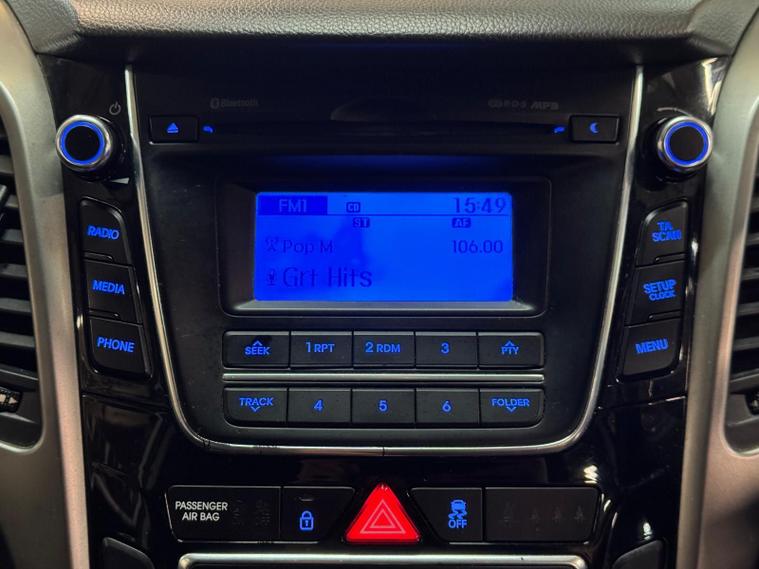 Bluetooth
RDS MP3
FM1 CD 15:49
ST AF
Pop M 106.00
Grt Hits
RADIO
MEDIA
PHONE
TA
SCAN
SETUP
CLOCK
MENU
SEEK 1 RPT 2 RDM 3 PTY
TRACK 4 5 6 FOLDER
PASSENGER
AIR BAG
OFF